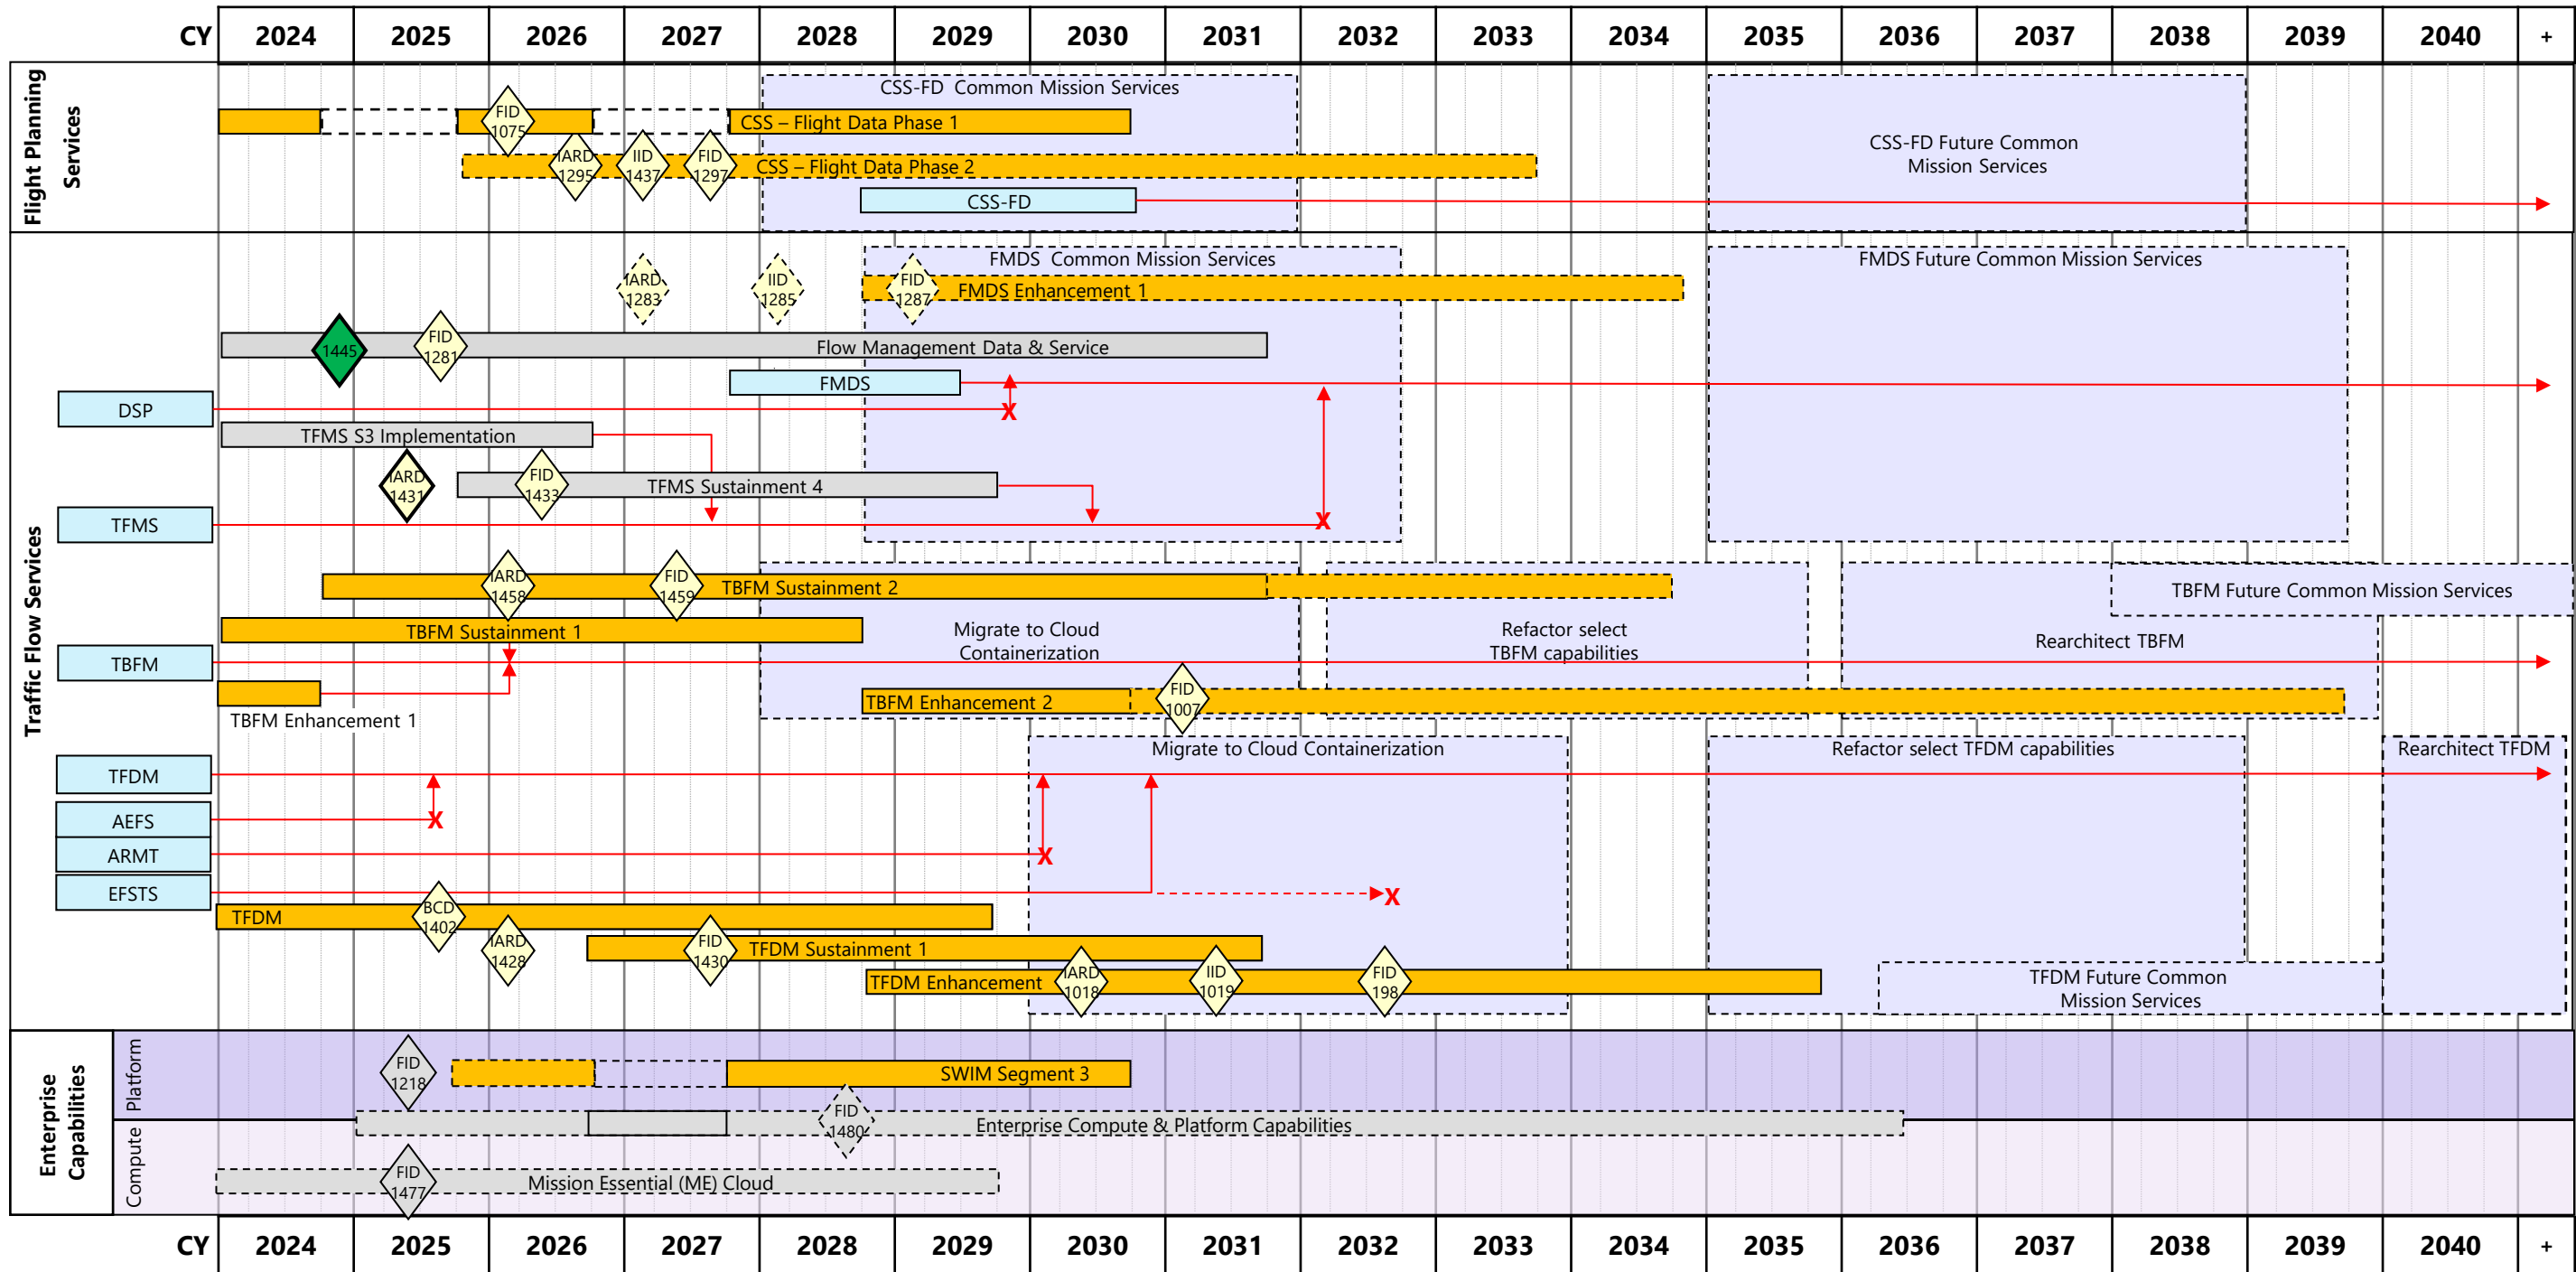 CY 2024 2025 2026 2027 2028 2029 2030 2031 2032 2033 2034 2035 2036 2037 2038 2039 2040 +
Flight Planning
Services
CSS-FD Common Mission Services
FID
1075
CSS – Flight Data Phase 1
IARD
1295
IID
1437
FID
1297
CSS – Flight Data Phase 2
CSS-FD
CSS-FD Future Common
Mission Services
Traffic Flow Services
FMDS Common Mission Services
FMDS Future Common Mission Services
IARD
1283
IID
1285
FID
1287
FMDS Enhancement 1
1445
FID
1281
Flow Management Data & Service
FMDS
DSP
X
TFMS S3 Implementation
IARD
1431
FID
1433
TFMS Sustainment 4
TFMS
X
IARD
1458
FID
1459
TBFM Sustainment 2
TBFM Future Common Mission Services
TBFM Sustainment 1
Migrate to Cloud
Containerization
Refactor select
TBFM capabilities
Rearchitect TBFM
TBFM
TBFM Enhancement 1
TBFM Enhancement 2
FID
1007
Migrate to Cloud Containerization
Refactor select TFDM capabilities
Rearchitect TFDM
TFDM
AEFS
X
ARMT
X
EFSTS
X
TFDM
BCD
1402
IARD
1428
FID
1430
TFDM Sustainment 1
TFDM Enhancement
IARD
1018
IID
1019
FID
198
TFDM Future Common
Mission Services
Enterprise
Capabilities
Platform
FID
1218
SWIM Segment 3
FID
1480
Enterprise Compute & Platform Capabilities
Compute
FID
1477
Mission Essential (ME) Cloud
CY 2024 2025 2026 2027 2028 2029 2030 2031 2032 2033 2034 2035 2036 2037 2038 2039 2040 +